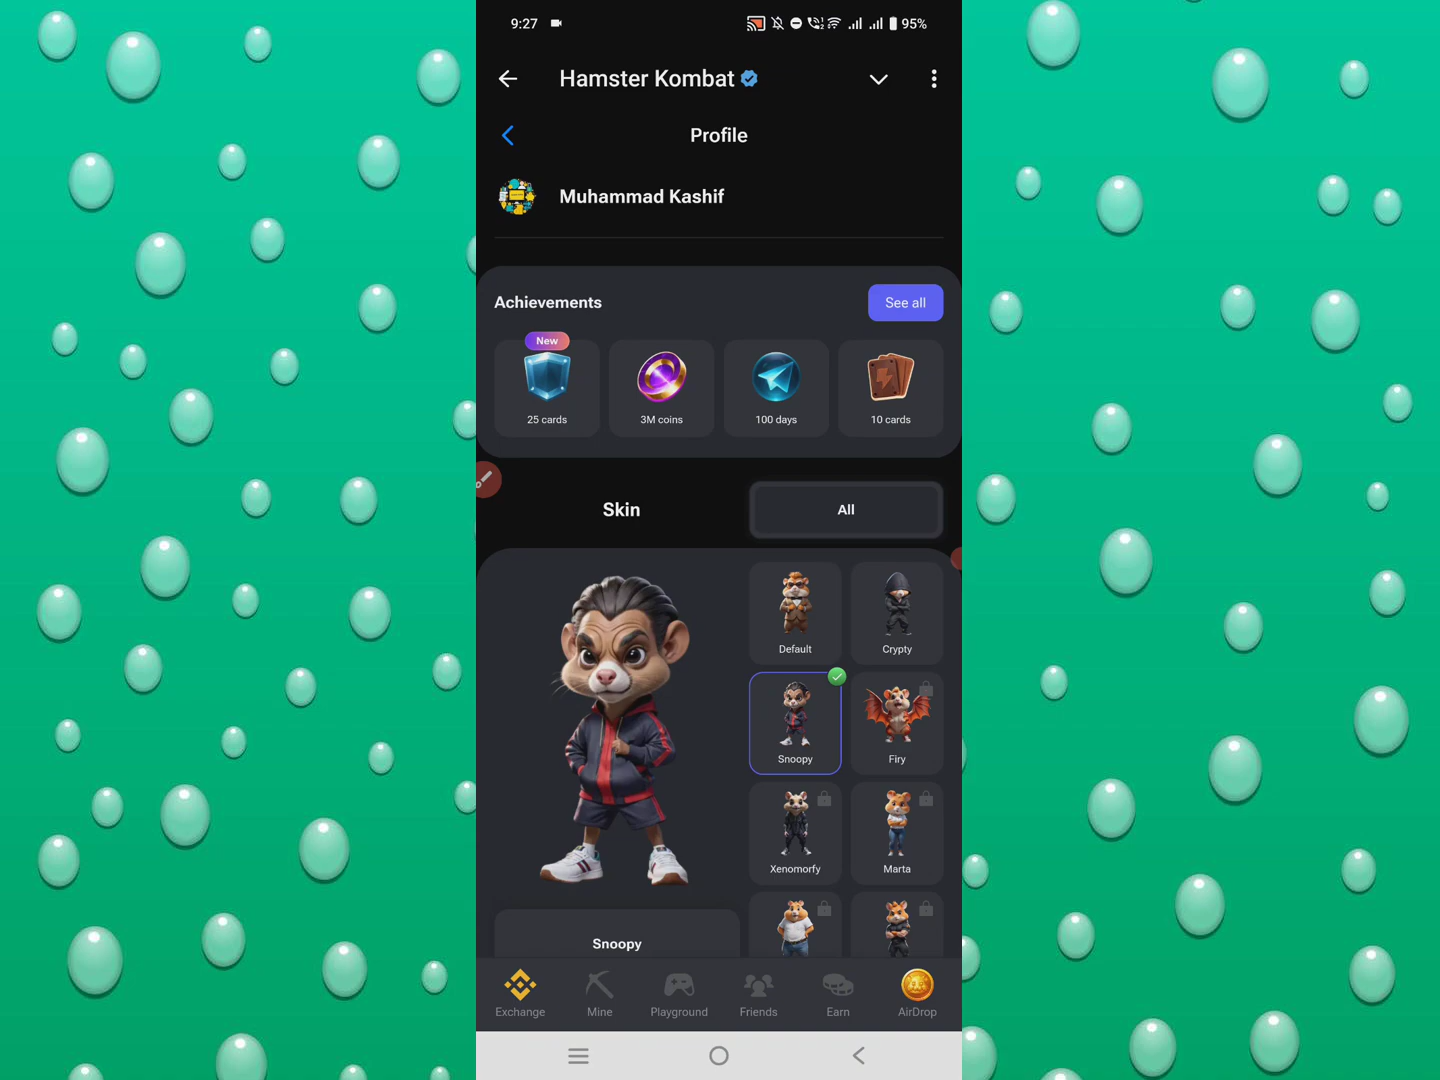 9:27
95%
Hamster Kombat
Profile
Muhammad Kashif
Achievements
See all
New
25 cards
3M coins
100 days
10 cards
Skin
All
Default
Crypty
Snoopy
Firy
Xenomorfy
Marta
Snoopy
Exchange
Mine
Playground
Friends
Earn
AirDrop